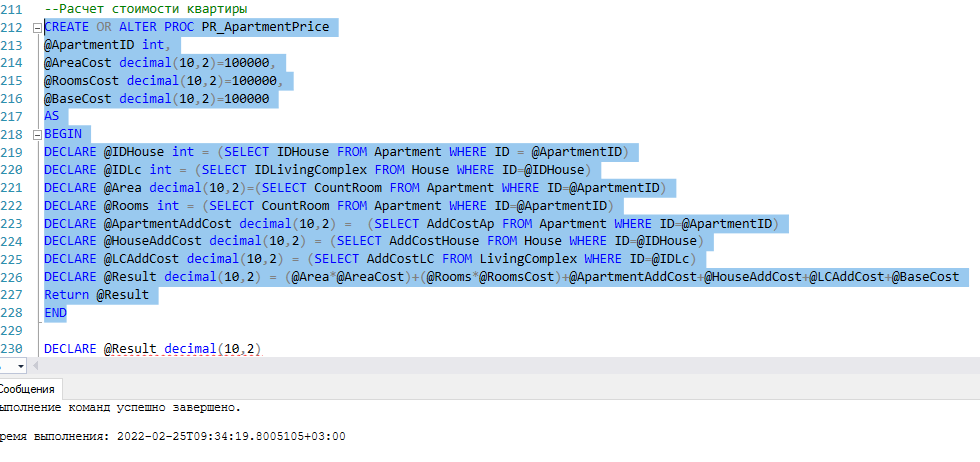 211 --Расчет стоимости квартиры
212 CREATE OR ALTER PROC PR_ApartmentPrice
213 @ApartmentID int,
214 @AreaCost decimal(10,2)=100000,
215 @RoomsCost decimal(10,2)=100000,
216 @BaseCost decimal(10,2)=100000
217 AS
218 BEGIN
219 DECLARE @IDHouse int = (SELECT IDHouse FROM Apartment WHERE ID = @ApartmentID)
220 DECLARE @IDLc int = (SELECT IDLivingComplex FROM House WHERE ID=@IDHouse)
221 DECLARE @Area decimal(10,2)=(SELECT CountRoom FROM Apartment WHERE ID=@ApartmentID)
222 DECLARE @Rooms int = (SELECT CountRoom FROM Apartment WHERE ID=@ApartmentID)
223 DECLARE @ApartmentAddCost decimal(10,2) =  (SELECT AddCostAp FROM Apartment WHERE ID=@ApartmentID)
224 DECLARE @HouseAddCost decimal(10,2) = (SELECT AddCostHouse FROM House WHERE ID=@IDHouse)
225 DECLARE @LCAddCost decimal(10,2) = (SELECT AddCostLC FROM LivingComplex WHERE ID=@IDLc)
226 DECLARE @Result decimal(10,2) = (@Area*@AreaCost)+(@Rooms*@RoomsCost)+@ApartmentAddCost+@HouseAddCost+@LCAddCost+@BaseCost
227 Return @Result
228 END
229
230 DECLARE @Result decimal(10,2)
Сообщения
ыполнение команд успешно завершено.
ремя выполнения: 2022-02-25T09:34:19.8005105+03:00